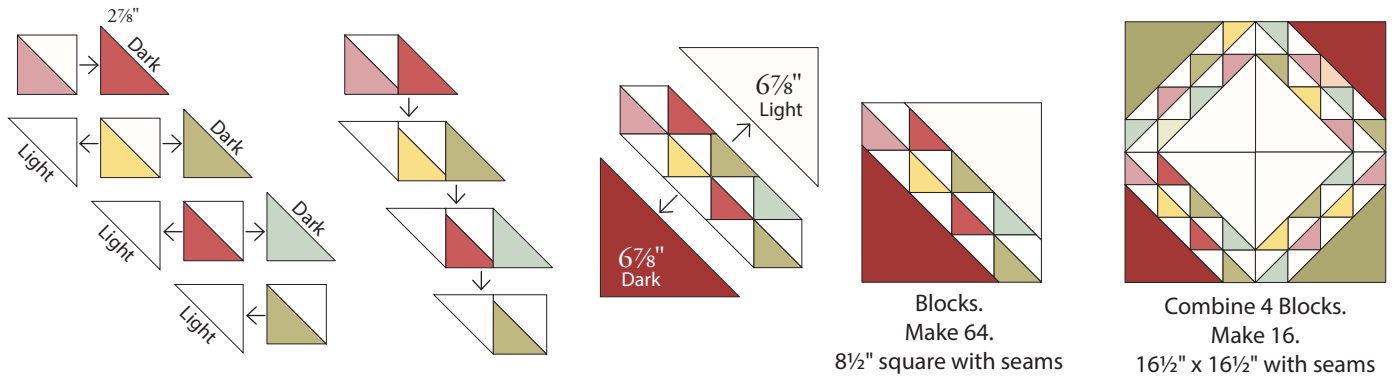 2⅞"
Dark
Light
Dark
Light
Dark
Light
6⅞"
Light
6⅞"
Dark
Blocks.
Make 64.
8½" square with seams
Combine 4 Blocks.
Make 16.
16½" x 16½" with seams